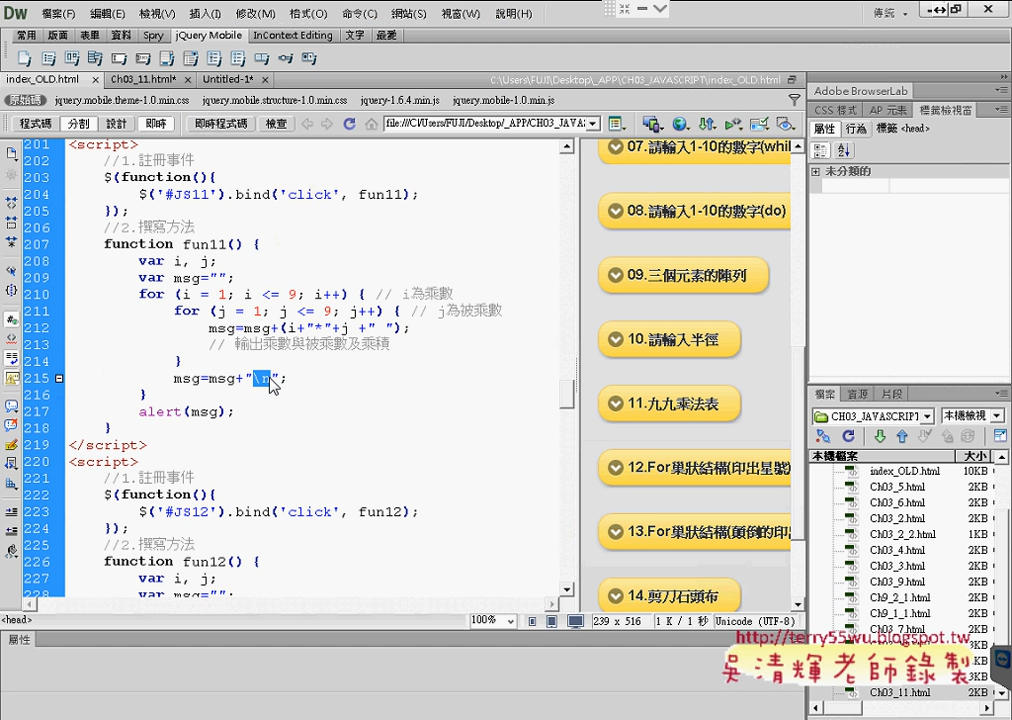 Dw 檔案(F) 編輯(E) 檢視(V) 插入(I) 修改(M) 格式(O) 命令(C) 網站(S) 視窗(W) 說明(H) 傳統
常用 版面 表單 資料 Spry jQuery Mobile InContext Editing 文字 最愛
index_OLD.html × Ch03_11.html* × Untitled-1* × C:\Users\FUJI\Desktop\_APP\CH03_JAVASCRIPT\index_OLD.html
原始碼 jquery.mobile.theme-1.0.min.css jquery.mobile.structure-1.0.min.css jquery-1.6.4.min.js jquery.mobile-1.0.min.js
程式碼 分割 設計 即時 即時程式碼 檢查 file:///C|/Users/FUJI/Desktop/_APP/CH03_JAVAS
201 <script>
202 //1.註冊事件
203 $(function(){
204 $('#JS11').bind('click', fun11);
205 });
206 //2.撰寫方法
207 function fun11() {
208 var i, j;
209 var msg="";
210 for (i = 1; i <= 9; i++) { // i為乘數
211 for (j = 1; j <= 9; j++) { // j為被乘數
212 msg=msg+(i+"*"+j +" ");
213 // 輸出乘數與被乘數及乘積
214 }
215 msg=msg+"\n";
216 }
217 alert(msg);
218 }
219 </script>
220 <script>
221 //1.註冊事件
222 $(function(){
223 $('#JS12').bind('click', fun12);
224 });
225 //2.撰寫方法
226 function fun12() {
227 var i, j;
228 var msg="";
07.請輸入1-10的數字(whil
08.請輸入1-10的數字(do)
09.三個元素的陣列
10.請輸入半徑
11.九九乘法表
12.For巢狀結構(印出星號)
13.For巢狀結構(顛倒的印出
14.剪刀石頭布
<head> 100% 239 x 516 1 K / 1 秒 Unicode (UTF-8)
屬性
Adobe BrowserLab
CSS 樣式 AP 元素 標籤檢視窗
屬性 行為 標籤 <head>
未分類的
檔案 資源 片段
CH03_JAVASCRIPT 本機檢視
本機檔案 大小
index_OLD.html 10KB
Ch03_5.html 2KB
Ch03_6.html 2KB
Ch03_2.html 2KB
Ch03_2_2.html 1KB
Ch03_4.html 2KB
Ch03_3.html 2KB
Ch03_9.html 2KB
Ch9_2_1.html 2KB
Ch9_1_1.html 2KB
Ch03_7.html 2KB
Ch03_11.html 2KB
http://terry55wu.blogspot.tw
吳清輝老師錄製